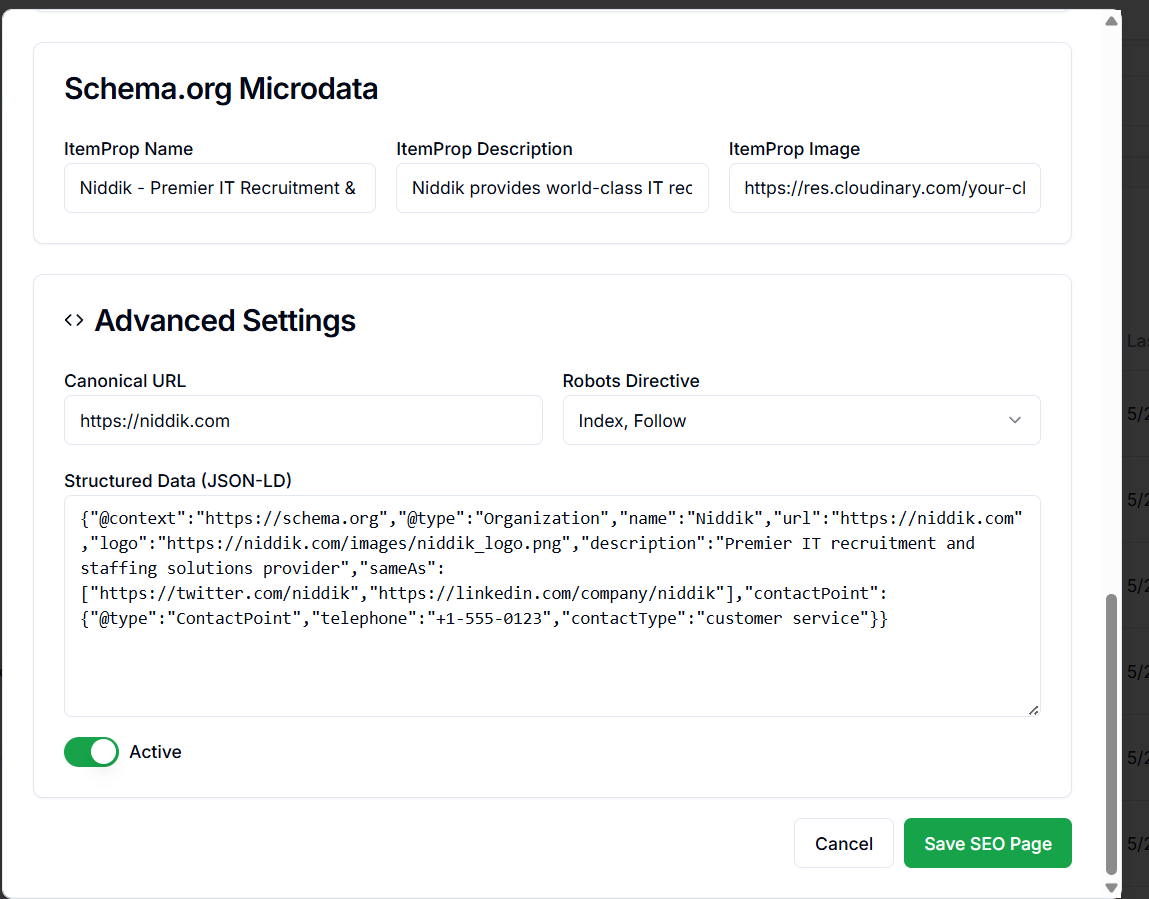 Schema.org Microdata
ItemProp Name
ItemProp Description
ItemProp Image
Niddik - Premier IT Recruitment &
Niddik provides world-class IT rec
https://res.cloudinary.com/your-cl
<> Advanced Settings
Canonical URL
Robots Directive
https://niddik.com
Index, Follow
Structured Data (JSON-LD)
{"@context":"https://schema.org","@type":"Organization","name":"Niddik","url":"https://niddik.com"
,"logo":"https://niddik.com/images/niddik_logo.png","description":"Premier IT recruitment and
staffing solutions provider","sameAs":
["https://twitter.com/niddik","https://linkedin.com/company/niddik"],"contactPoint":
{"@type":"ContactPoint","telephone":"+1-555-0123","contactType":"customer service"}}
Active
Cancel
Save SEO Page
La
5/2
5/2
5/2
5/2
5/2
5/2